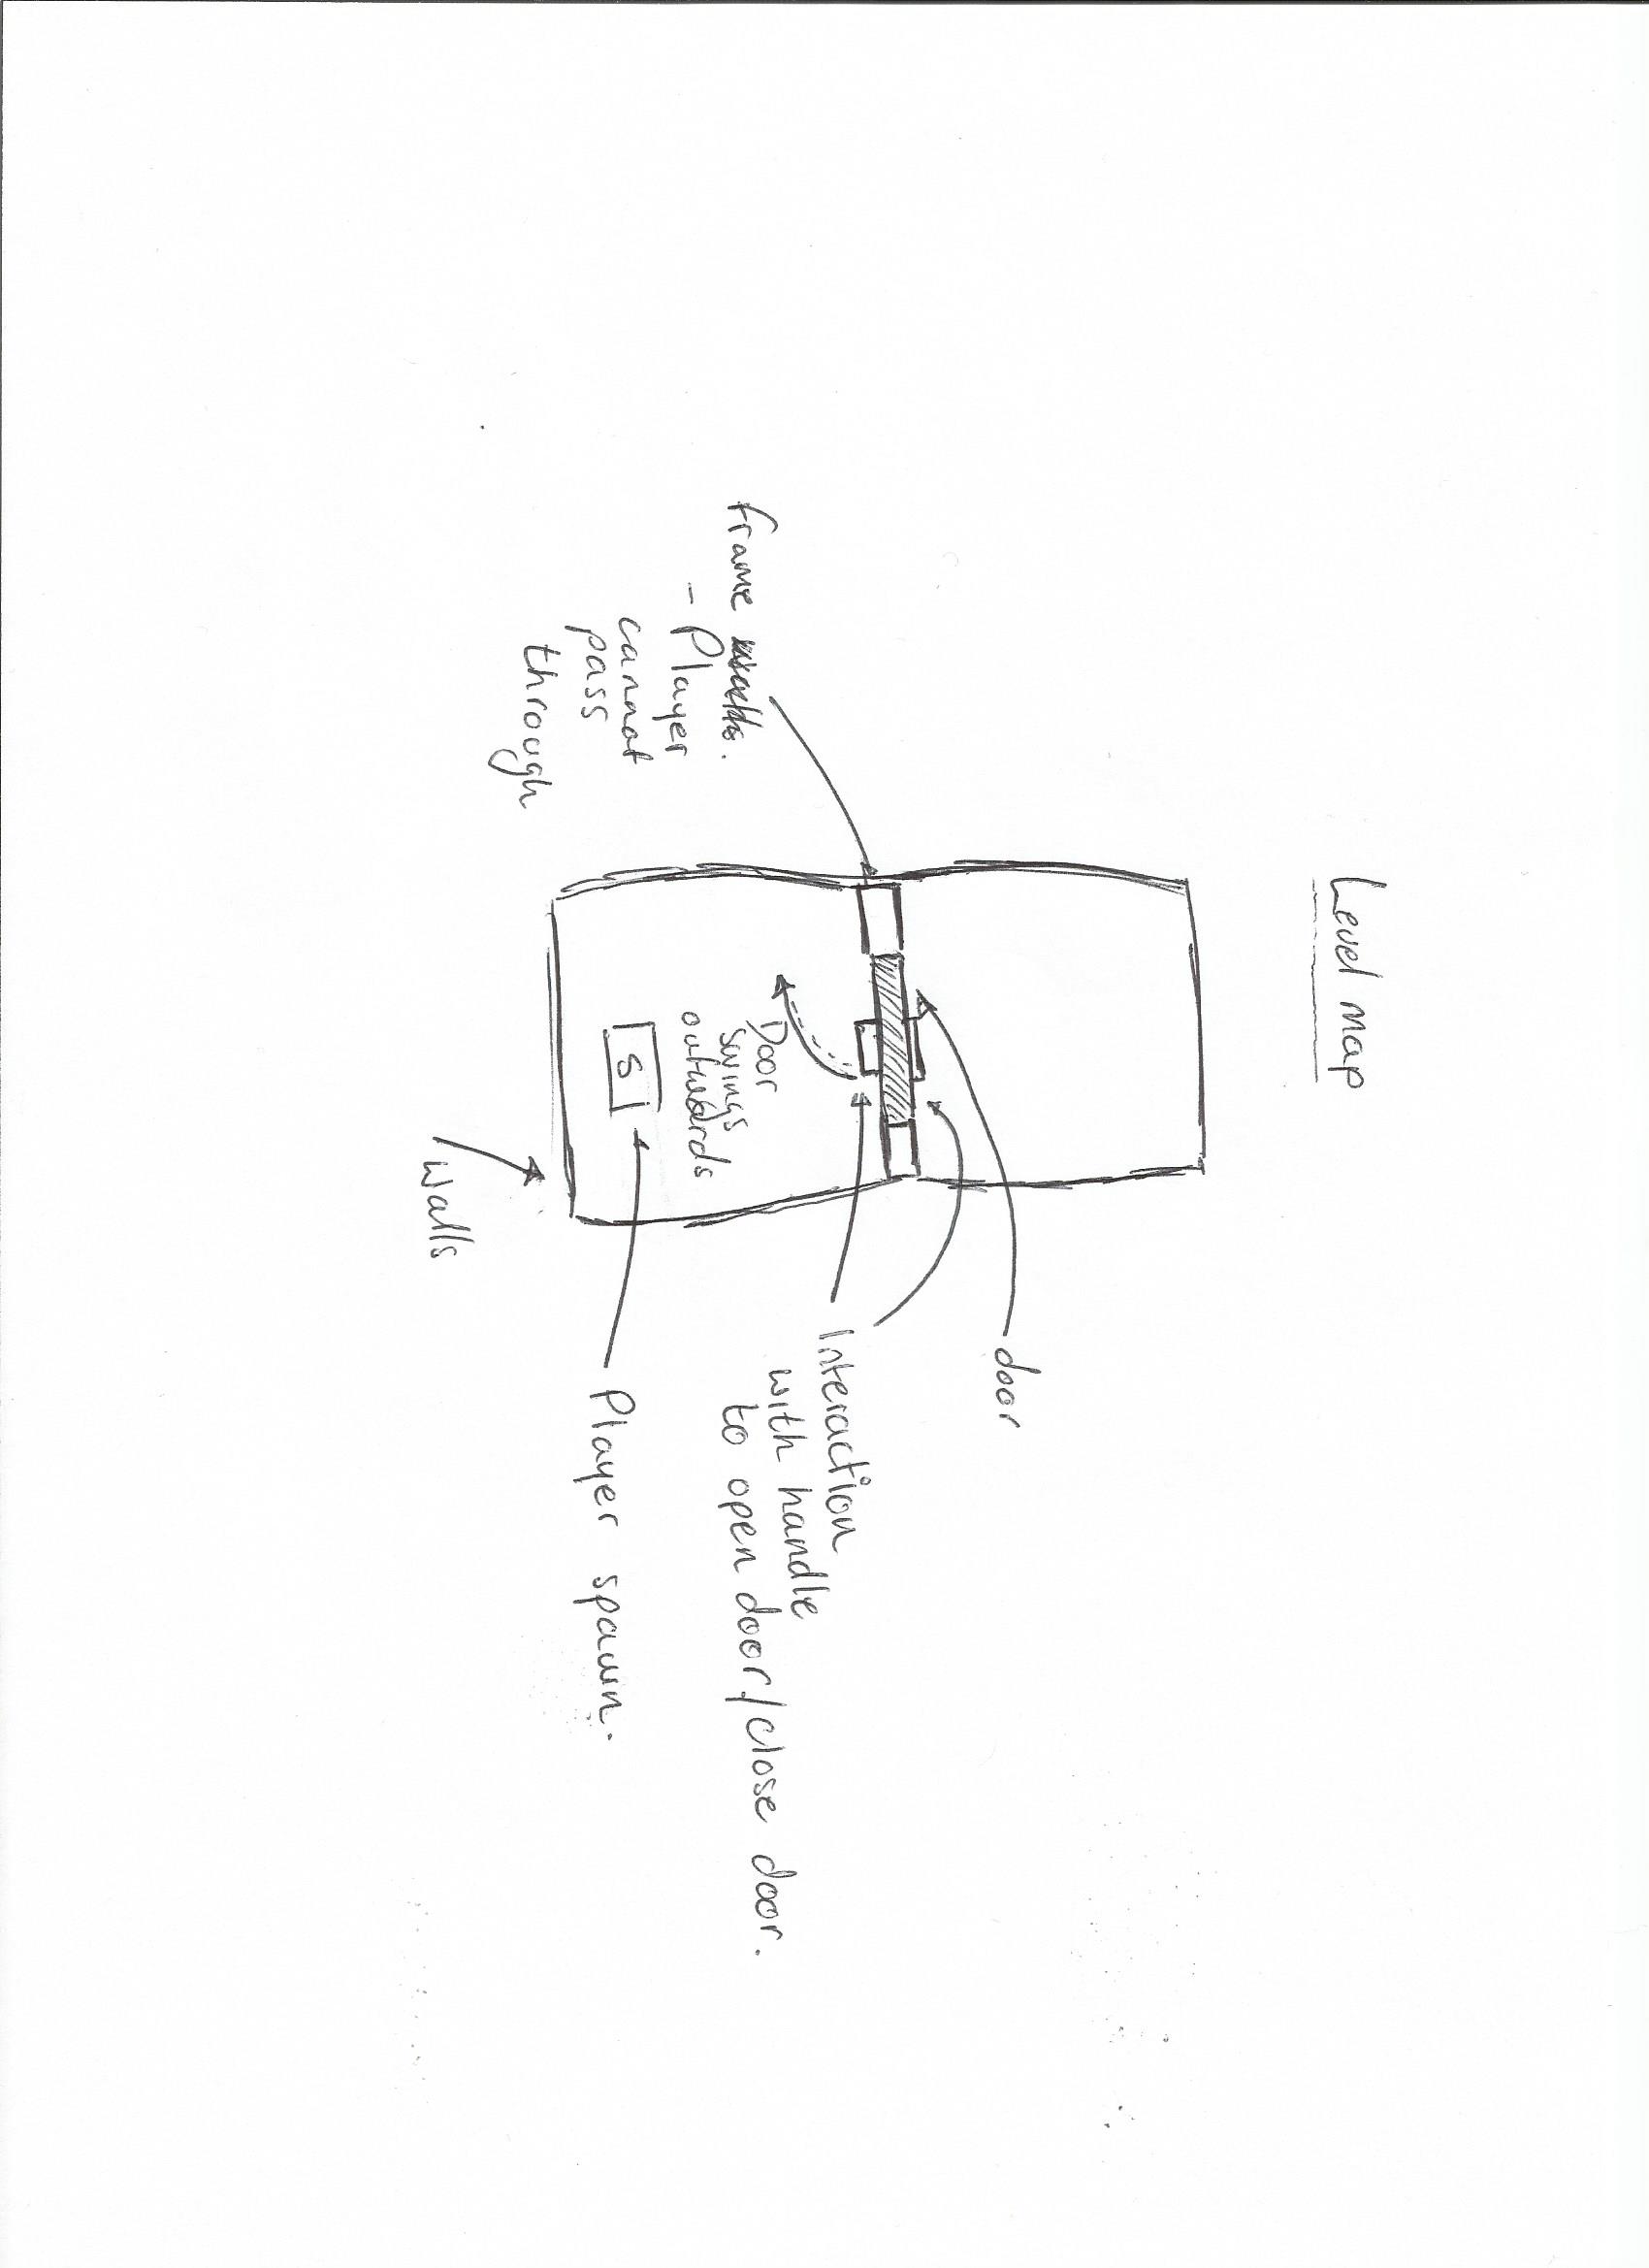 Level map
door
Interaction
with handle
to open door/close door.
frame
- Player
cannot
pass
through
Door
swings
outwards
S
Player spawn.
walls